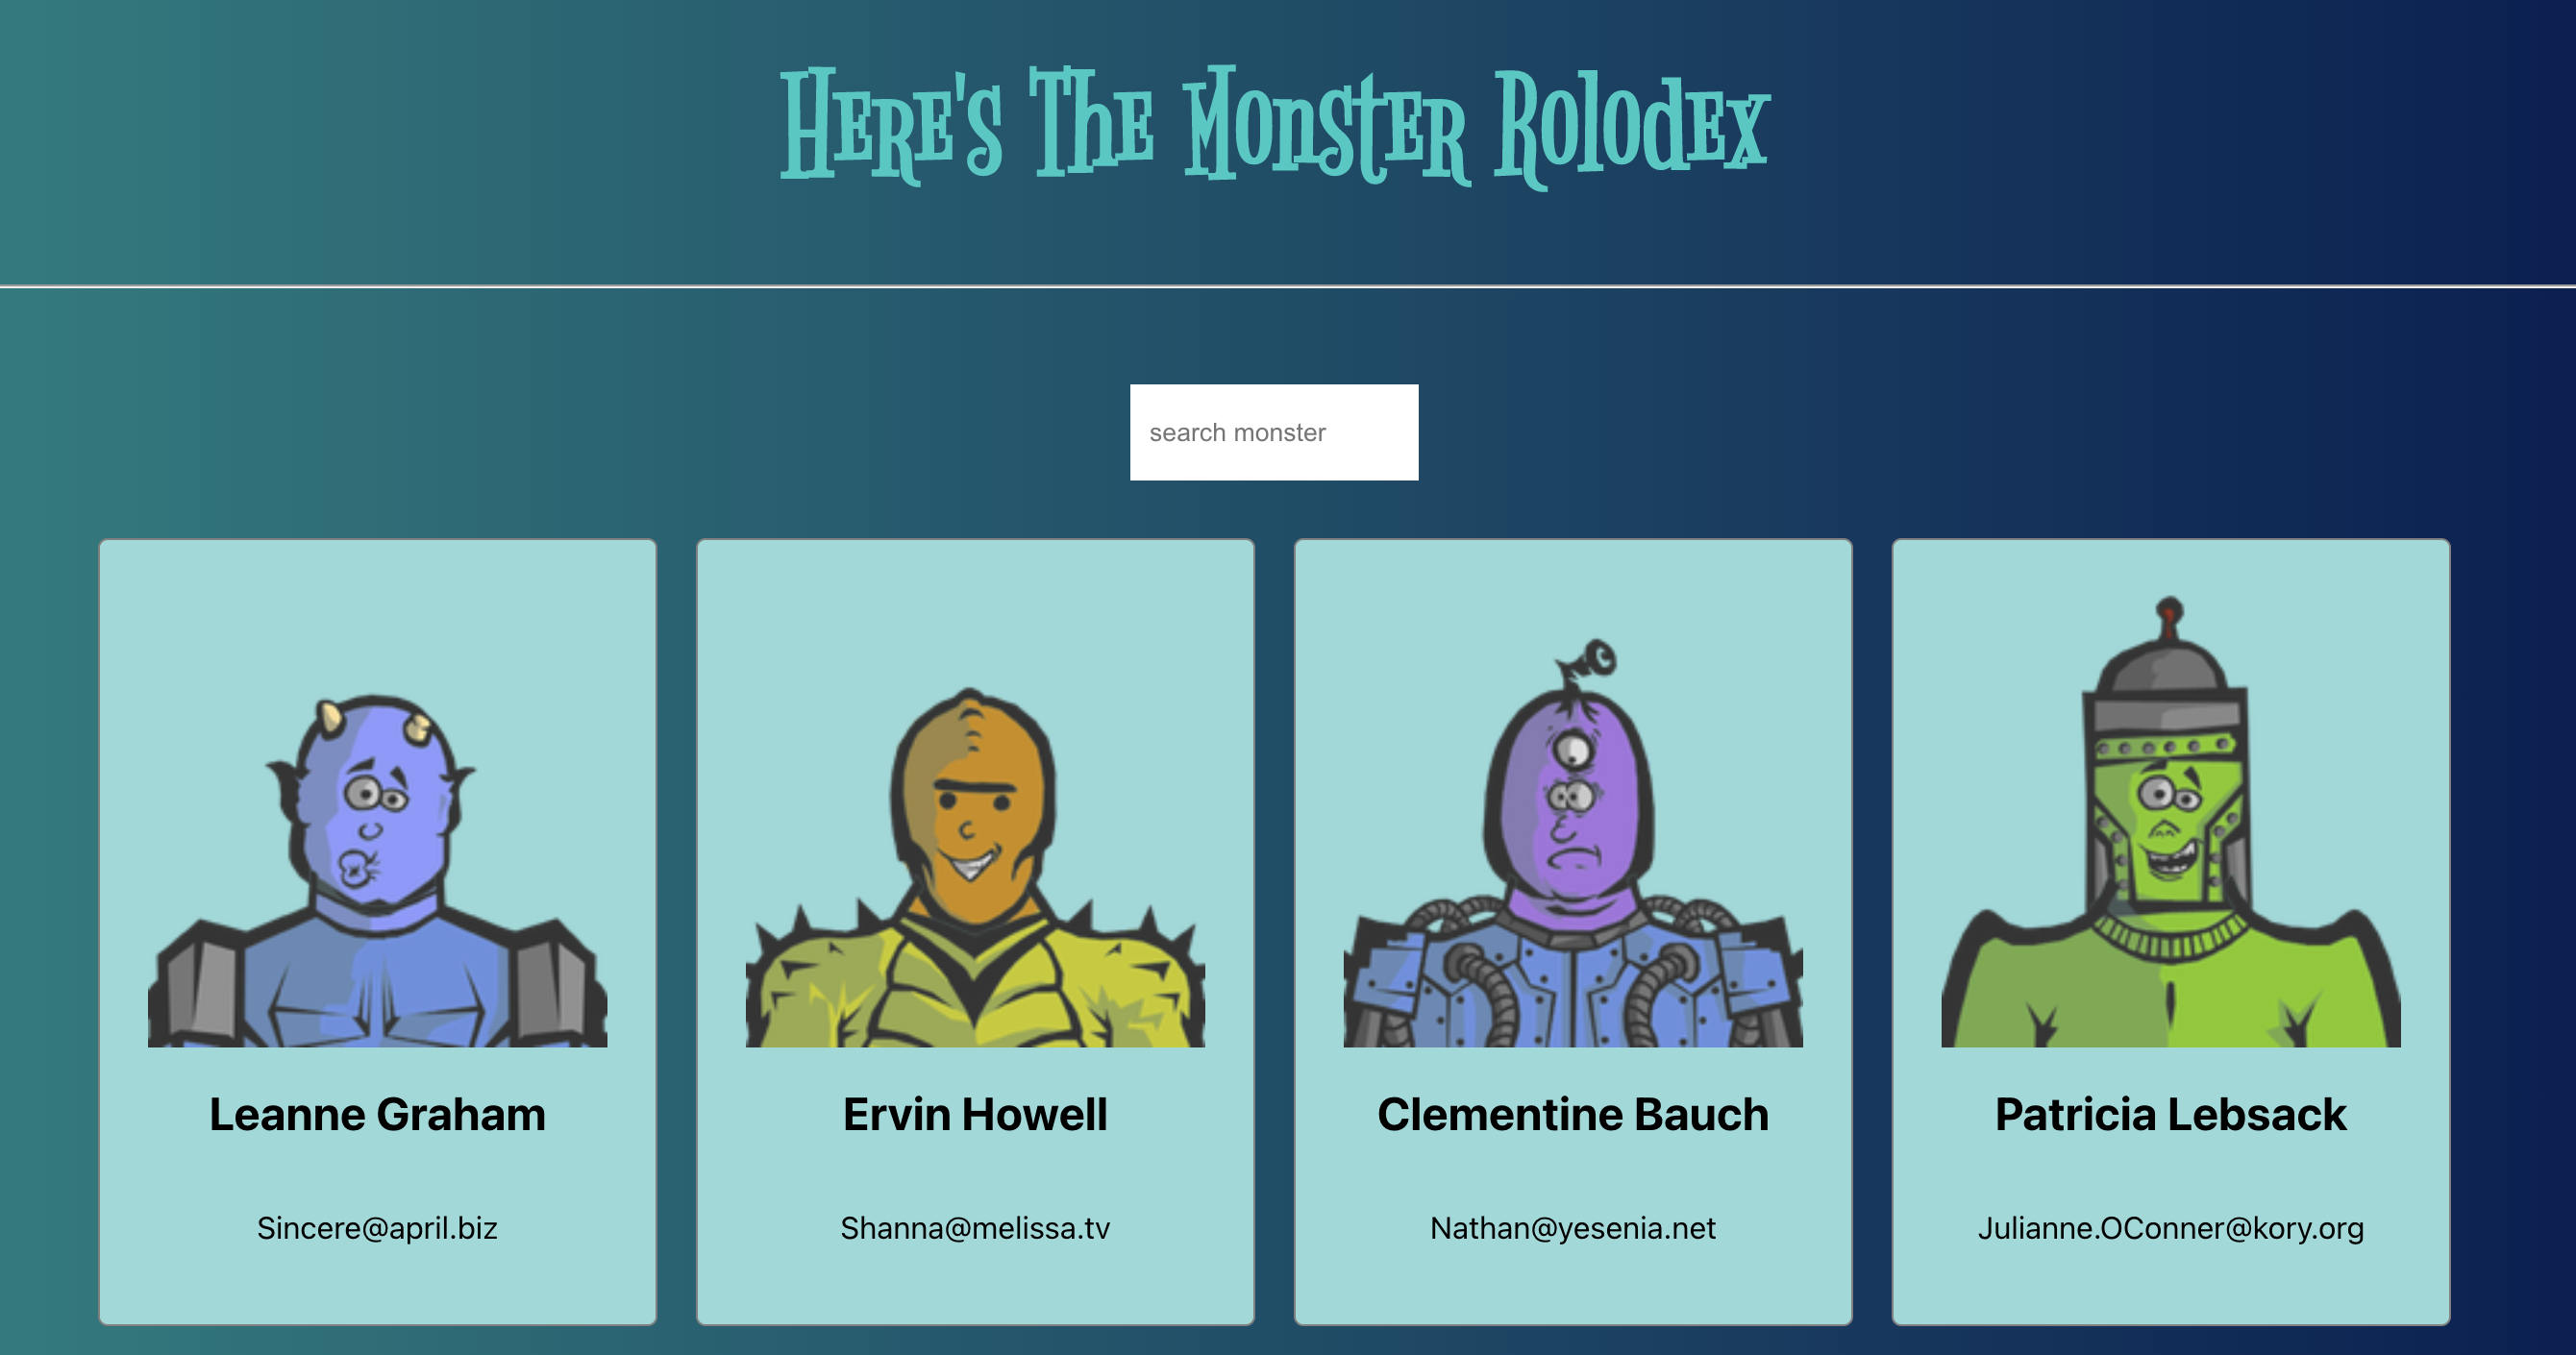 Here's The Monster Rolodex
search monster
Leanne Graham
Ervin Howell
Clementine Bauch
Patricia Lebsack
Sincere@april.biz
Shanna@melissa.tv
Nathan@yesenia.net
Julianne.OConner@kory.org